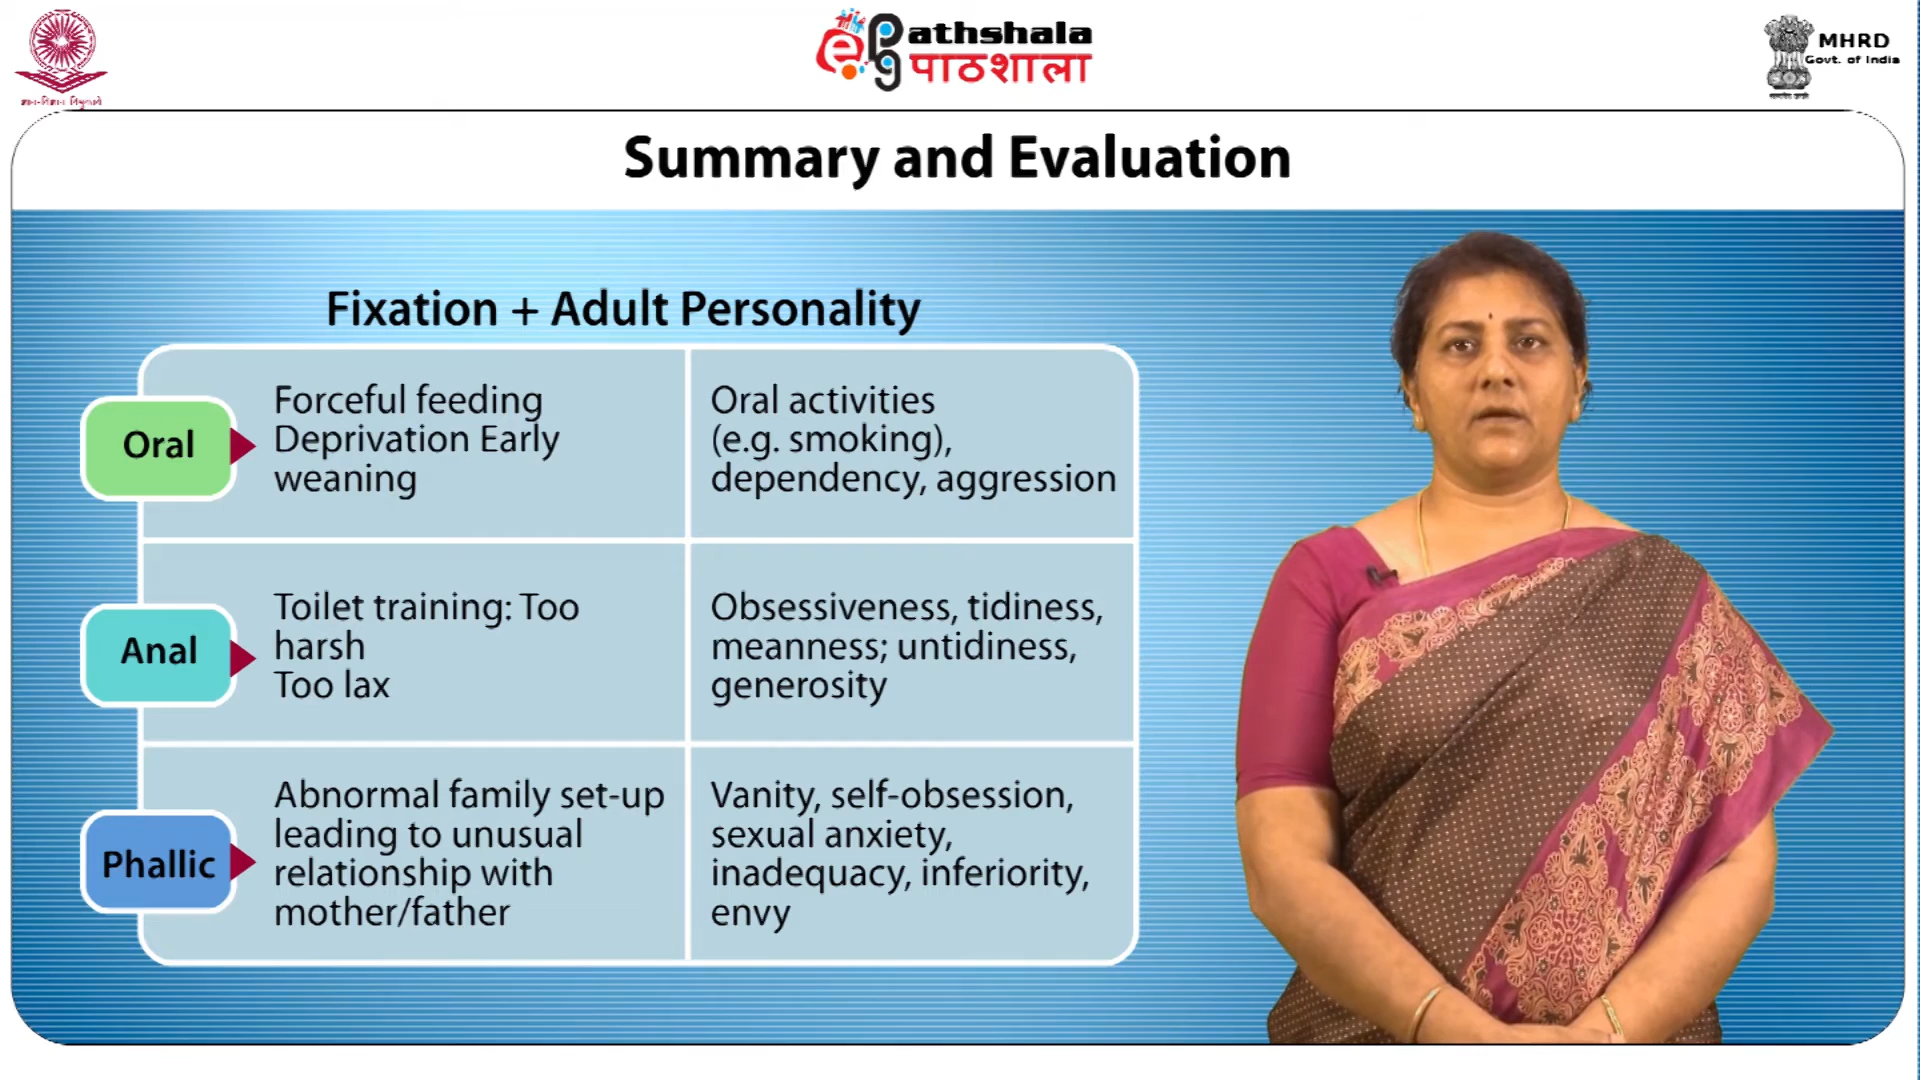 ePG Pathshala
पाठशाला
MHRD
Govt. of India
Summary and Evaluation
Fixation + Adult Personality
Oral
Forceful feeding
Deprivation Early
weaning
Oral activities
(e.g. smoking),
dependency, aggression
Anal
Toilet training: Too
harsh
Too lax
Obsessiveness, tidiness,
meanness; untidiness,
generosity
Phallic
Abnormal family set-up
leading to unusual
relationship with
mother/father
Vanity, self-obsession,
sexual anxiety,
inadequacy, inferiority,
envy